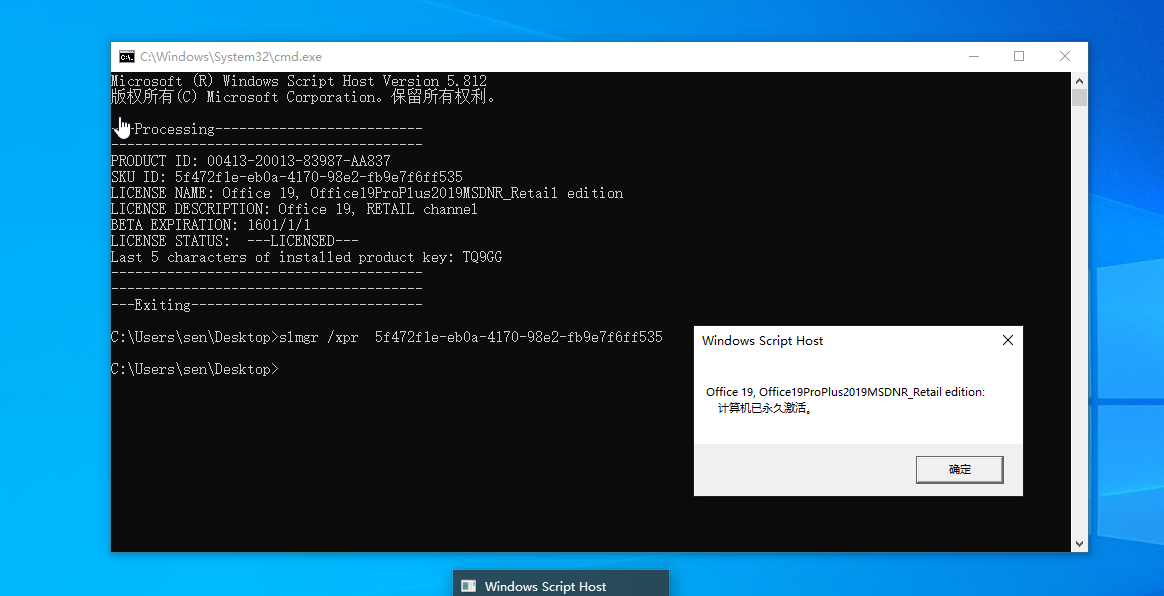 C:\Windows\System32\cmd.exe
Microsoft (R) Windows Script Host Version 5.812
版权所有(C) Microsoft Corporation。保留所有权利。
---Processing--------------------------
---------------------------------------
PRODUCT ID: 00413-20013-83987-AA837
SKU ID: 5f472f1e-eb0a-4170-98e2-fb9e7f6ff535
LICENSE NAME: Office 19, Office19ProPlus2019MSDNR_Retail edition
LICENSE DESCRIPTION: Office 19, RETAIL channel
BETA EXPIRATION: 1601/1/1
LICENSE STATUS:  ---LICENSED---
Last 5 characters of installed product key: TQ9GG
---------------------------------------
---------------------------------------
---Exiting-----------------------------
C:\Users\sen\Desktop>slmgr /xpr  5f472f1e-eb0a-4170-98e2-fb9e7f6ff535
C:\Users\sen\Desktop>
Windows Script Host
Office 19, Office19ProPlus2019MSDNR_Retail edition:
计算机已永久激活。
确定
Windows Script Host